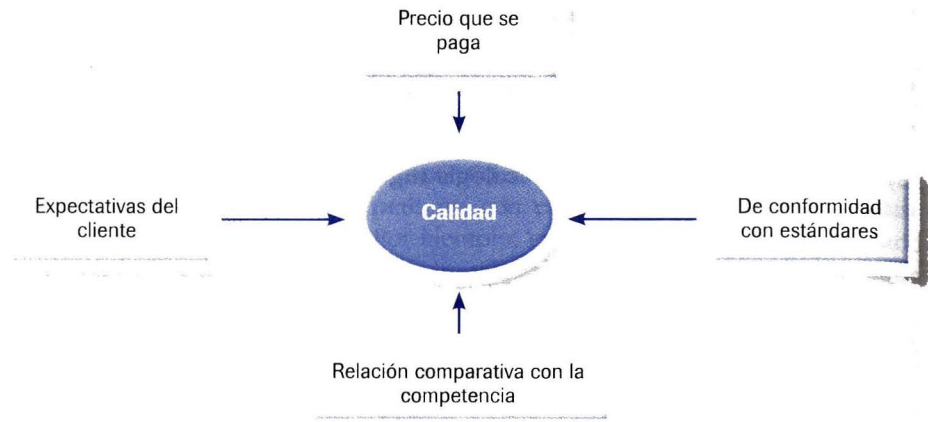 Precio que se
paga
Expectativas del
cliente
Calidad
De conformidad
con estándares
Relación comparativa con la
competencia